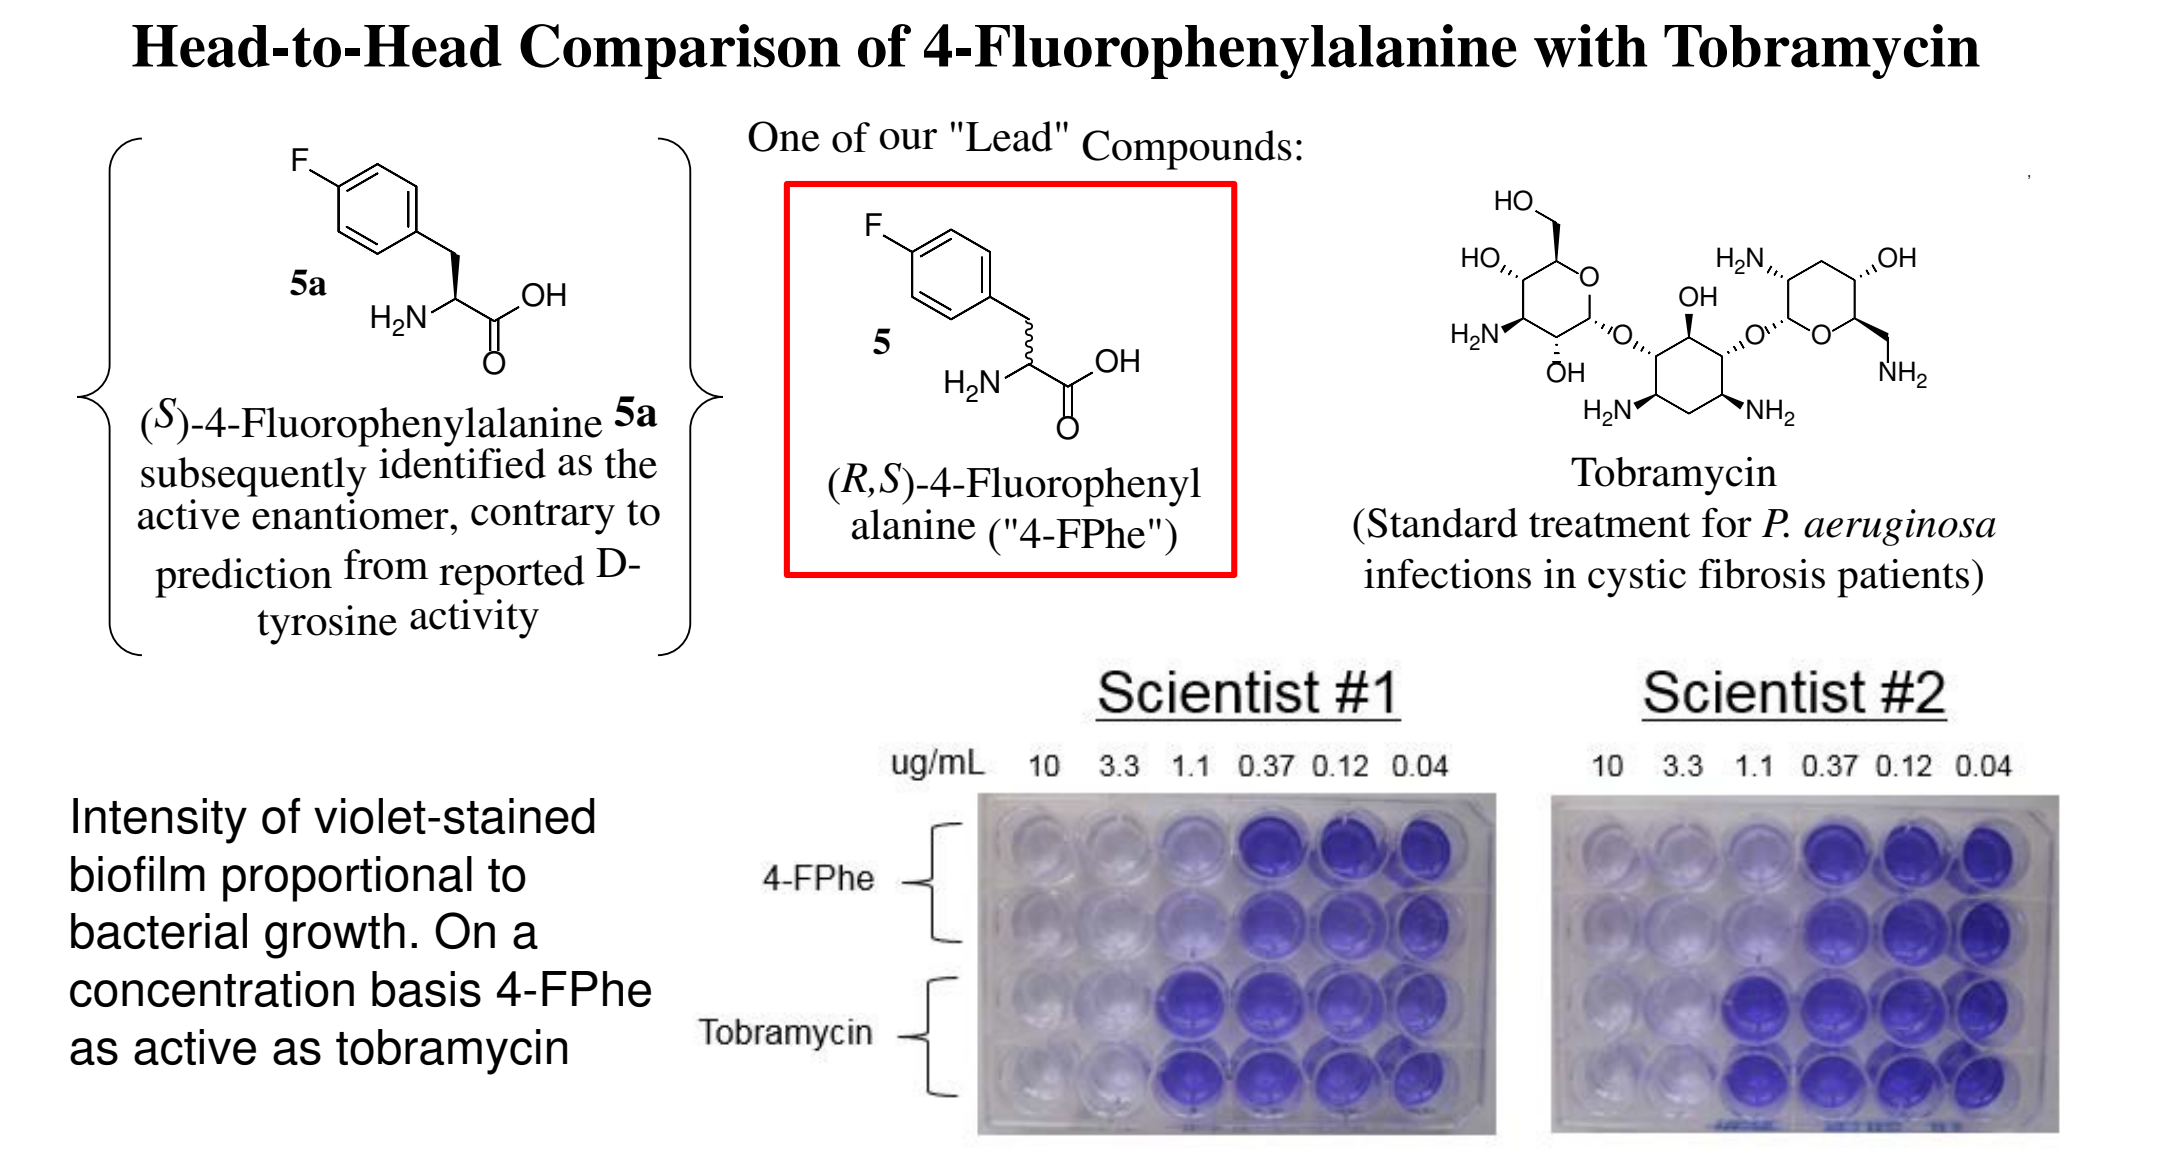 Head-to-Head Comparison of 4-Fluorophenylalanine with Tobramycin
F
5a
OH
H2N
O
(S)-4-Fluorophenylalanine 5a
subsequently identified as the
active enantiomer, contrary to
prediction from reported D-
tyrosine activity
One of our "Lead" Compounds:
F
5
OH
H2N
O
(R,S)-4-Fluorophenyl
alanine ("4-FPhe")
,
HO
HO
O
H2N
OH
O
OH
O
H2N
NH2
H2N
OH
O
NH2
Tobramycin
(Standard treatment for P. aeruginosa
infections in cystic fibrosis patients)
Intensity of violet-stained
biofilm proportional to
bacterial growth. On a
concentration basis 4-FPhe
as active as tobramycin
Scientist #1
ug/mL 10 3.3 1.1 0.37 0.12 0.04
4-FPhe
Tobramycin
Scientist #2
10 3.3 1.1 0.37 0.12 0.04